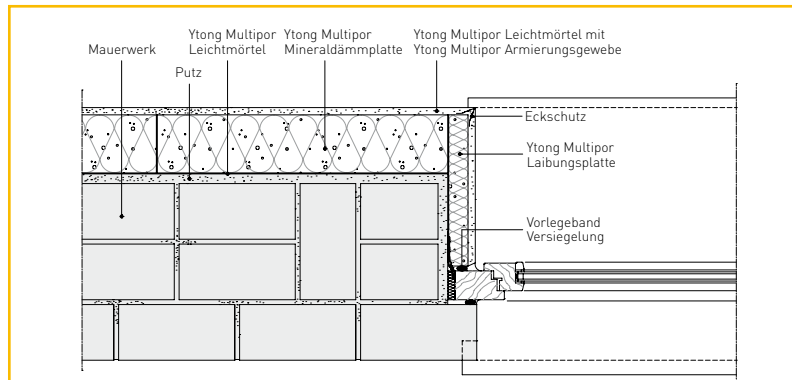 Mauerwerk
Putz
Ytong Multipor
Leichtmörtel
Ytong Multipor
Mineraldämmplatte
Ytong Multipor Leichtmörtel mit
Ytong Multipor Armierungsgewebe
Eckschutz
Ytong Multipor
Laibungsplatte
Vorlegeband
Versiegelung